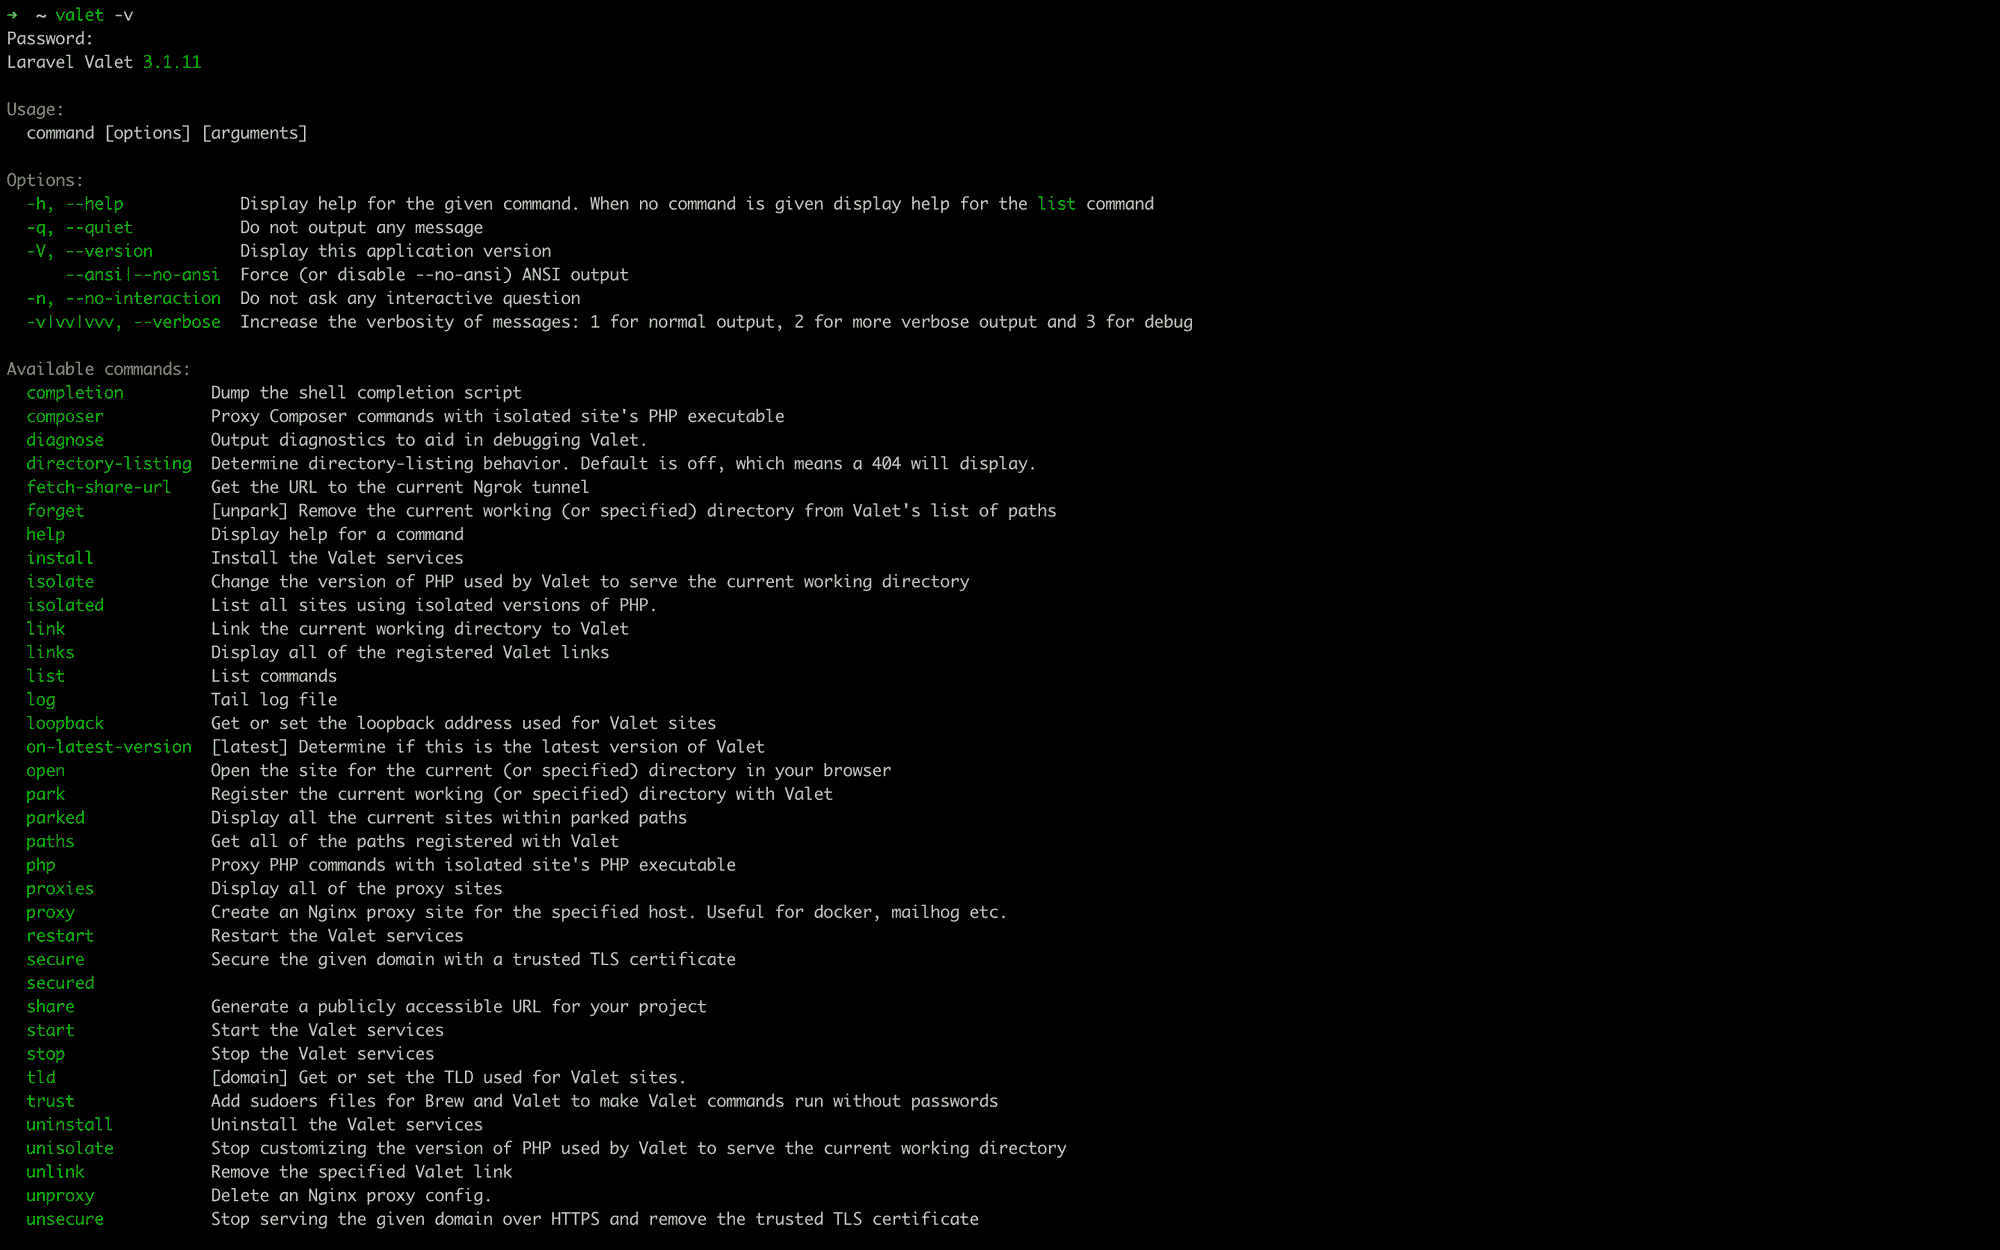 ➜  ~ valet -v
Password:
Laravel Valet 3.1.11

Usage:
  command [options] [arguments]

Options:
  -h, --help            Display help for the given command. When no command is given display help for the list command
  -q, --quiet           Do not output any message
  -V, --version         Display this application version
      --ansi|--no-ansi  Force (or disable --no-ansi) ANSI output
  -n, --no-interaction  Do not ask any interactive question
  -v|vv|vvv, --verbose  Increase the verbosity of messages: 1 for normal output, 2 for more verbose output and 3 for debug

Available commands:
  completion         Dump the shell completion script
  composer           Proxy Composer commands with isolated site's PHP executable
  diagnose           Output diagnostics to aid in debugging Valet.
  directory-listing  Determine directory-listing behavior. Default is off, which means a 404 will display.
  fetch-share-url    Get the URL to the current Ngrok tunnel
  forget             [unpark] Remove the current working (or specified) directory from Valet's list of paths
  help               Display help for a command
  install            Install the Valet services
  isolate            Change the version of PHP used by Valet to serve the current working directory
  isolated           List all sites using isolated versions of PHP.
  link               Link the current working directory to Valet
  links              Display all of the registered Valet links
  list               List commands
  log                Tail log file
  loopback           Get or set the loopback address used for Valet sites
  on-latest-version  [latest] Determine if this is the latest version of Valet
  open               Open the site for the current (or specified) directory in your browser
  park               Register the current working (or specified) directory with Valet
  parked             Display all the current sites within parked paths
  paths              Get all of the paths registered with Valet
  php                Proxy PHP commands with isolated site's PHP executable
  proxies            Display all of the proxy sites
  proxy              Create an Nginx proxy site for the specified host. Useful for docker, mailhog etc.
  restart            Restart the Valet services
  secure             Secure the given domain with a trusted TLS certificate
  secured
  share              Generate a publicly accessible URL for your project
  start              Start the Valet services
  stop               Stop the Valet services
  tld                [domain] Get or set the TLD used for Valet sites.
  trust              Add sudoers files for Brew and Valet to make Valet commands run without passwords
  uninstall          Uninstall the Valet services
  unisolate          Stop customizing the version of PHP used by Valet to serve the current working directory
  unlink             Remove the specified Valet link
  unproxy            Delete an Nginx proxy config.
  unsecure           Stop serving the given domain over HTTPS and remove the trusted TLS certificate